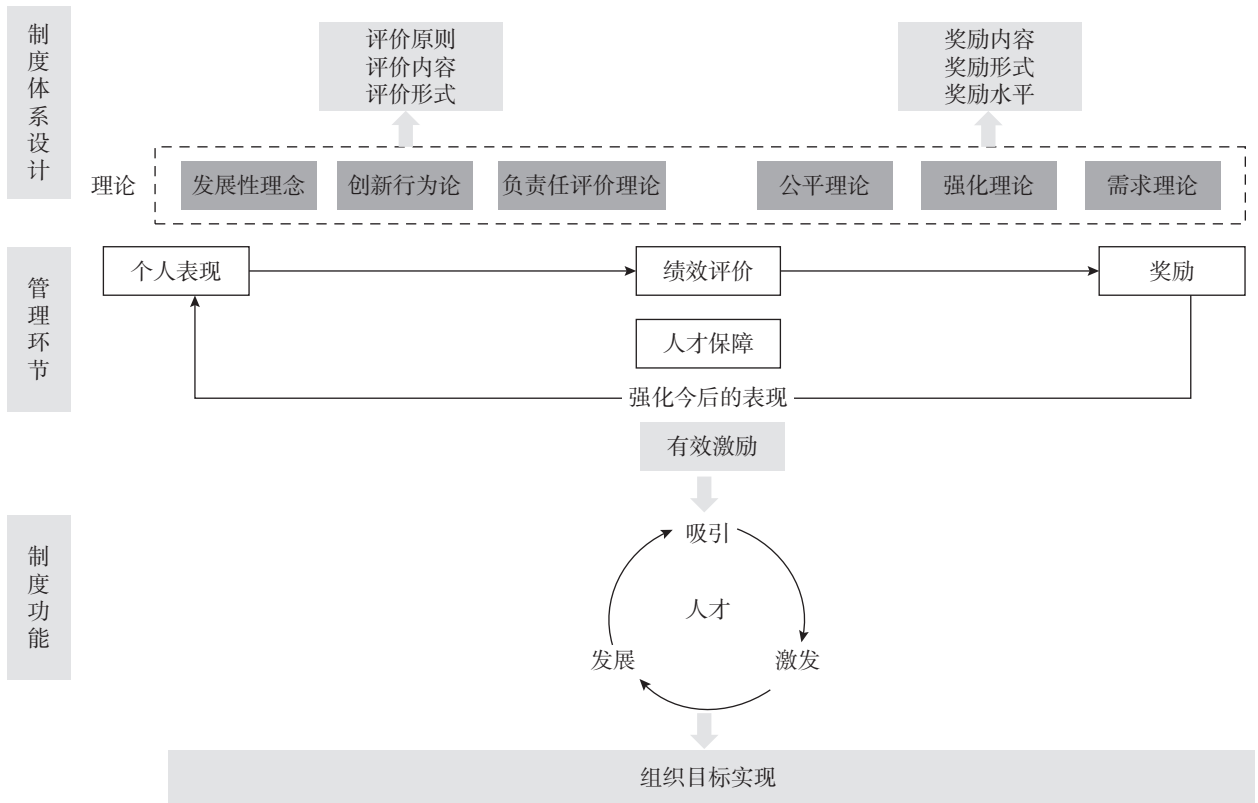 制度体系设计
评价原则
评价内容
评价形式
奖励内容
奖励形式
奖励水平
理论
发展性理念
创新行为论
负责任评价理论
公平理论
强化理论
需求理论
管理环节
个人表现
绩效评价
奖励
人才保障
强化今后的表现
有效激励
制度功能
吸引
人才
发展
激发
组织目标实现